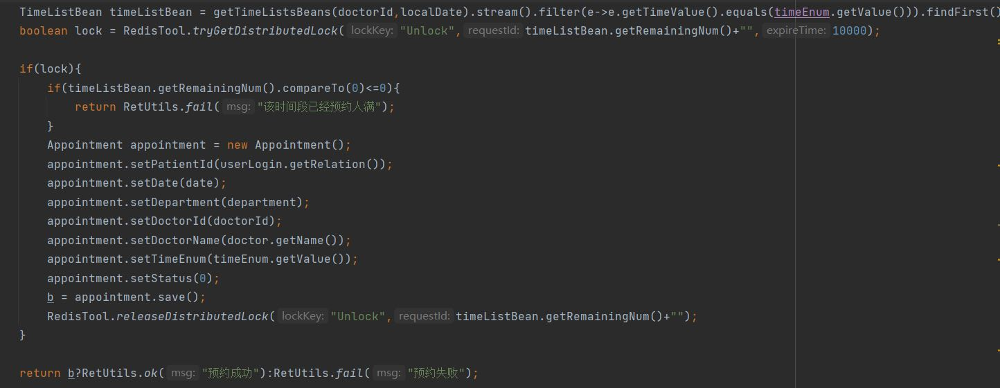 TimeListBean timeListBean = getTimeListsBeans(doctorId,localDate).stream().filter(e->e.getTimeValue().equals(timeEnum.getValue())).findFirst()
boolean lock = RedisTool.tryGetDistributedLock( lockKey: "Unlock", requestId: timeListBean.getRemainingNum()+"", expireTime: 10000);
if(lock){
if(timeListBean.getRemainingNum().compareTo(0)<=0){
return RetUtils.fail( msg: "该时间段已经预约人满");
}
Appointment appointment = new Appointment();
appointment.setPatientId(userLogin.getRelation());
appointment.setDate(date);
appointment.setDepartment(department);
appointment.setDoctorId(doctorId);
appointment.setDoctorName(doctor.getName());
appointment.setTimeEnum(timeEnum.getValue());
appointment.setStatus(0);
b = appointment.save();
RedisTool.releaseDistributedLock( lockKey: "Unlock", requestId: timeListBean.getRemainingNum()+"");
}
return b?RetUtils.ok( msg: "预约成功"):RetUtils.fail( msg: "预约失败");